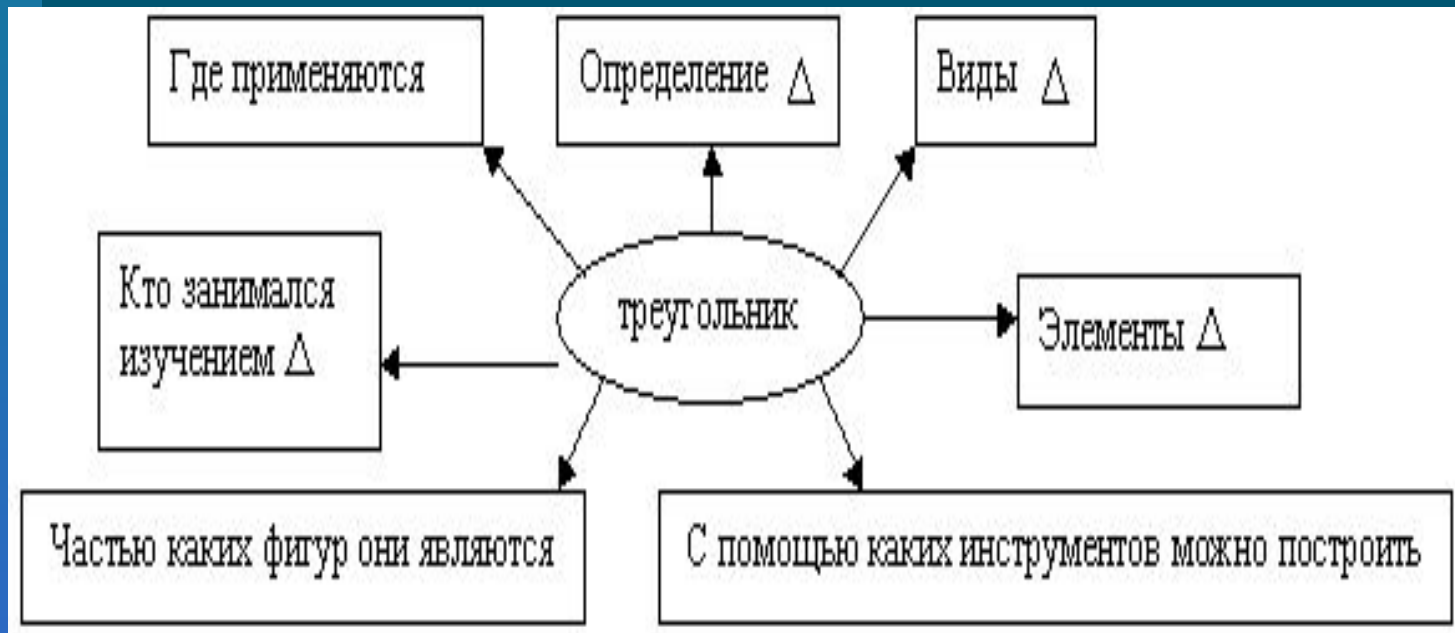 Где применяются
Определение △
Виды △
Кто занимался
изучением △
треугольник
Элементы △
Частью каких фигур они являются
С помощью каких инструментов можно построить